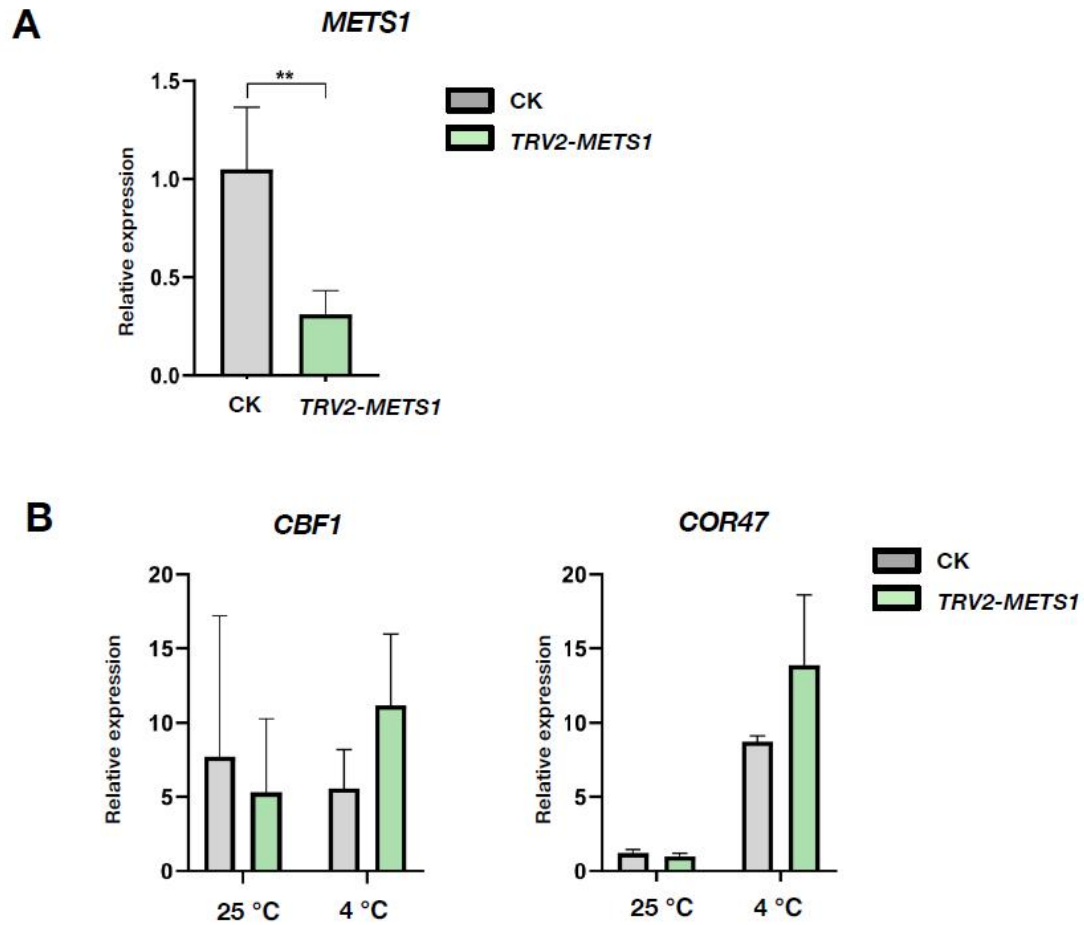 A
METS1
**
1.5
1.0
0.5
0.0
Relative expression
CK
TRV2-METS1
CK
TRV2-METS1
B
CBF1
20
15
10
5
0
Relative expression
25 °C
4 °C
COR47
20
15
10
5
0
Relative expression
25 °C
4 °C
CK
TRV2-METS1